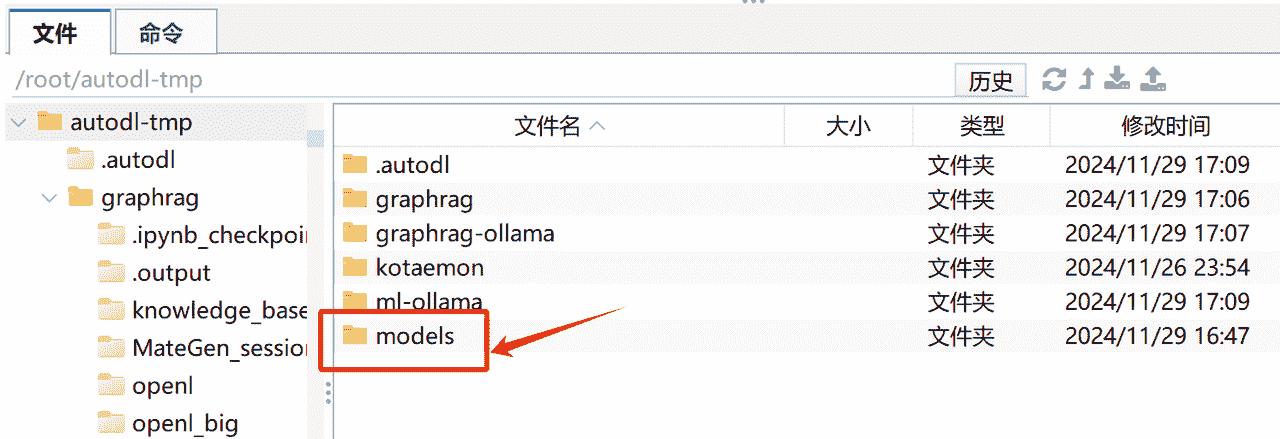 文件 命令
/root/autodl-tmp 历史
autodl-tmp
.autodl
graphrag
.ipynb_checkpoi
.output
knowledge_base
MateGen_session
openl
openl_big
文件名 大小 类型 修改时间
.autodl 文件夹 2024/11/29 17:09
graphrag 文件夹 2024/11/29 17:06
graphrag-ollama 文件夹 2024/11/29 17:07
kotaemon 文件夹 2024/11/26 23:54
ml-ollama 文件夹 2024/11/29 17:09
models 文件夹 2024/11/29 16:47